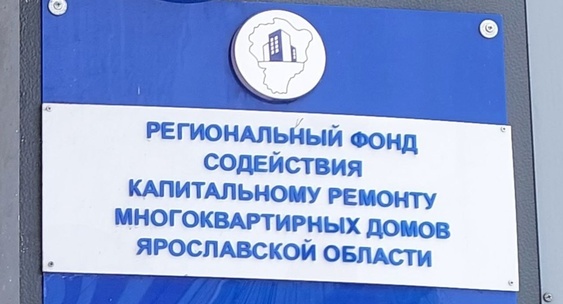 РЕГИОНАЛЬНЫЙ ФОНД
СОДЕЙСТВИЯ
КАПИТАЛЬНОМУ РЕМОНТУ
МНОГОКВАРТИРНЫХ ДОМОВ
ЯРОСЛАВСКОЙ ОБЛАСТИ